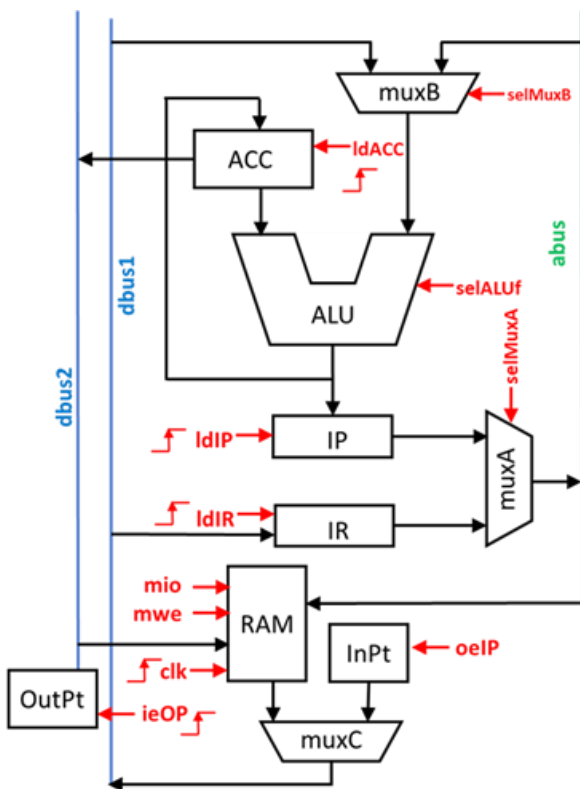 muxB
selMuxB
ldACC
ACC
abus
dbus1
selALUf
ALU
selMuxA
dbus2
ldIP
IP
muxA
ldIR
IR
mio
mwe
RAM
InPt
oeIP
clk
OutPt
ieOP
muxC